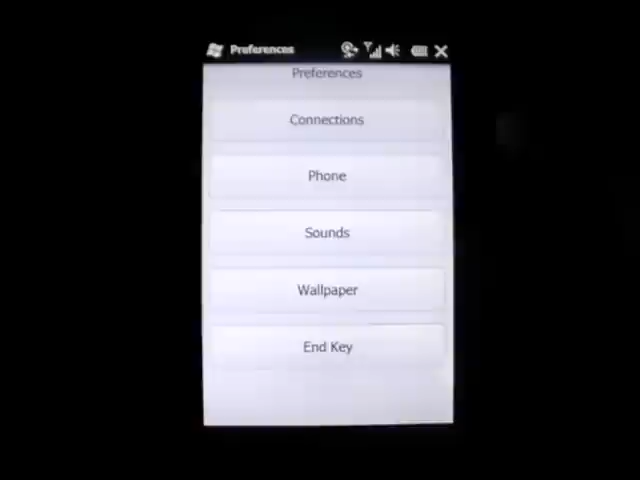 Preferences
Preferences
Connections
Phone
Sounds
Wallpaper
End Key